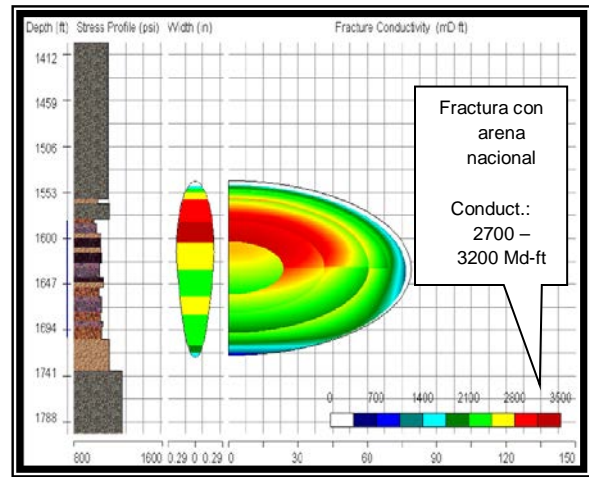 Depth (ft) Stress Profile (psi) Width (in) Fracture Conductivity (mD·ft)
1412
1459
1506
1553
1600
1647
1694
1741
1788
Fractura con
arena
nacional
Conduct.:
2700 –
3200 Md-ft
0 700 1400 2100 2800 3500
800 1600 0.29 0 0.29 0 30 60 90 120 150